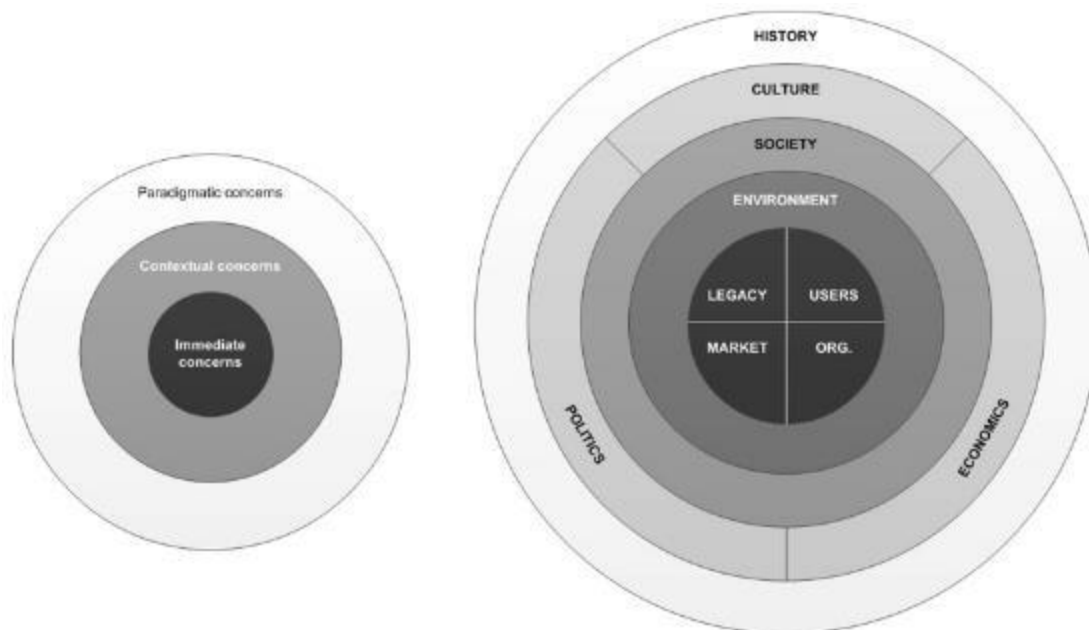 Paradigmatic concerns
Contextual concerns
Immediate
concerns
HISTORY
CULTURE
SOCIETY
ENVIRONMENT
LEGACY
USERS
MARKET
ORG.
POLITICS
ECONOMICS